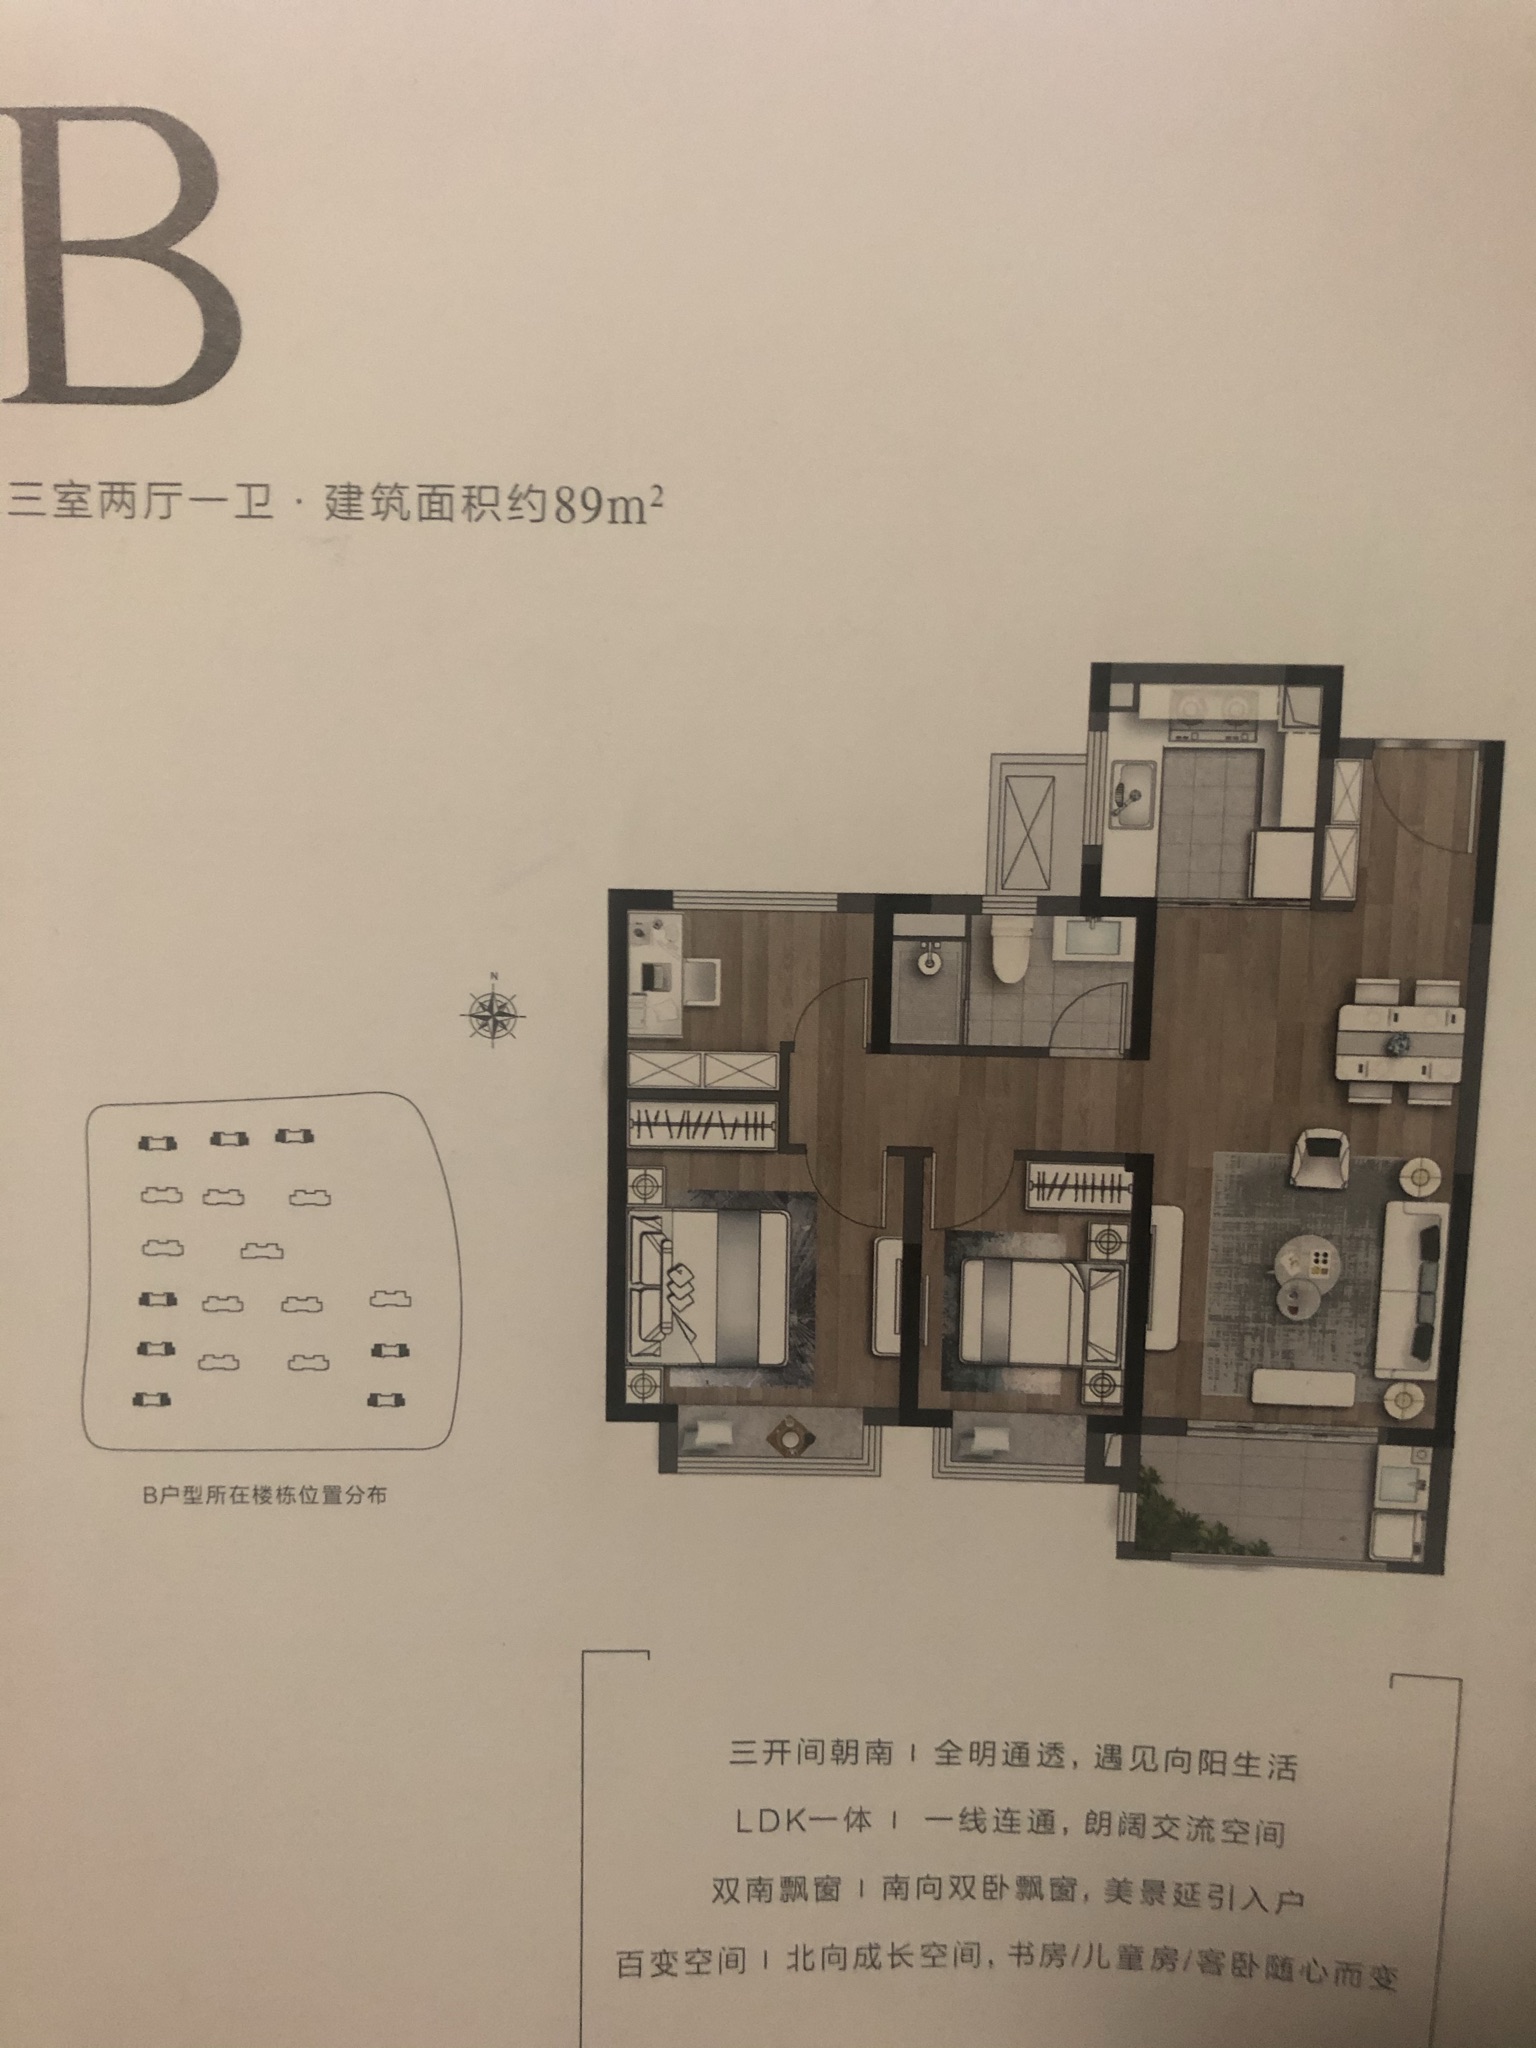 B
三室两厅一卫·建筑面积约89m²
N
B户型所在楼栋位置分布
三开间朝南 | 全明通透, 遇见向阳生活
LDK一体 | 一线连通, 朗阔交流空间
双南飘窗 | 南向双卧飘窗, 美景延引入户
百变空间 | 北向成长空间, 书房/儿童房/客卧随心而变